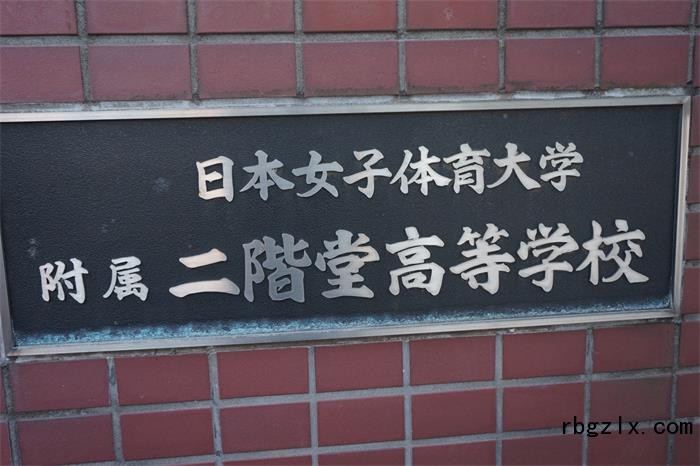 日本女子体育大学
附属 二階堂高等学校
rbgzlx.com